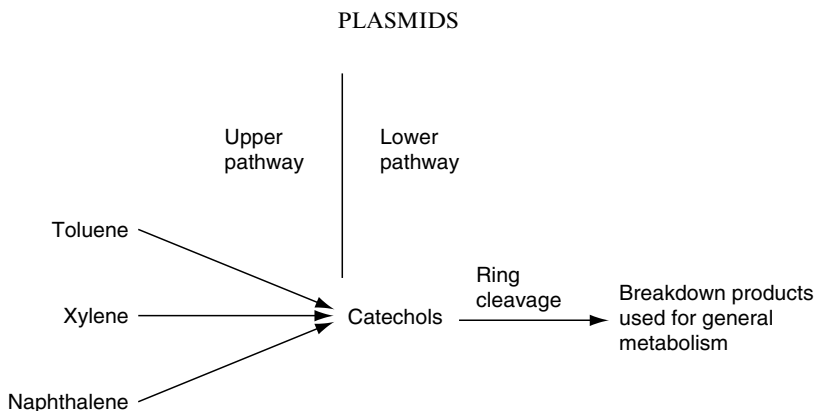 PLASMIDS
Upper
pathway
Lower
pathway
Toluene
Xylene
Naphthalene
Catechols
Ring
cleavage
Breakdown products
used for general
metabolism